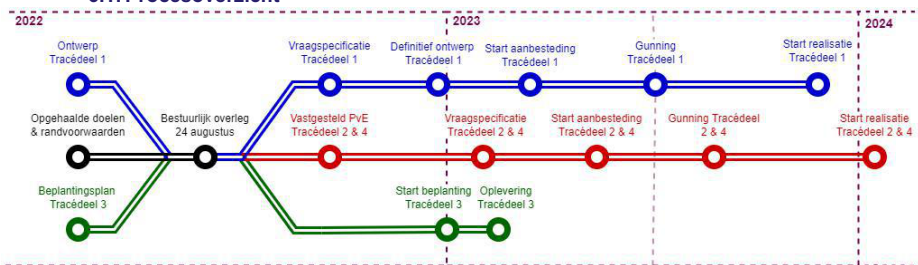 2022
2023
2024
Ontwerp
Tracédeel 1
Vraagspecificatie
Tracédeel 1
Definitief ontwerp
Tracédeel 1
Start aanbesteding
Tracédeel 1
Gunning
Tracédeel 1
Start realisatie
Tracédeel 1
Opgehaalde doelen
& randvoorwaarden
Bestuurlijk overleg
24 augustus
Vastgesteld PvE
Tracédeel 2 & 4
Vraagspecificatie
Tracédeel 2 & 4
Start aanbesteding
Tracédeel 2 & 4
Gunning Tracédeel
2 & 4
Start realisatie
Tracédeel 2 & 4
Beplantingsplan
Tracédeel 3
Start beplanting
Tracédeel 3
Oplevering
Tracédeel 3